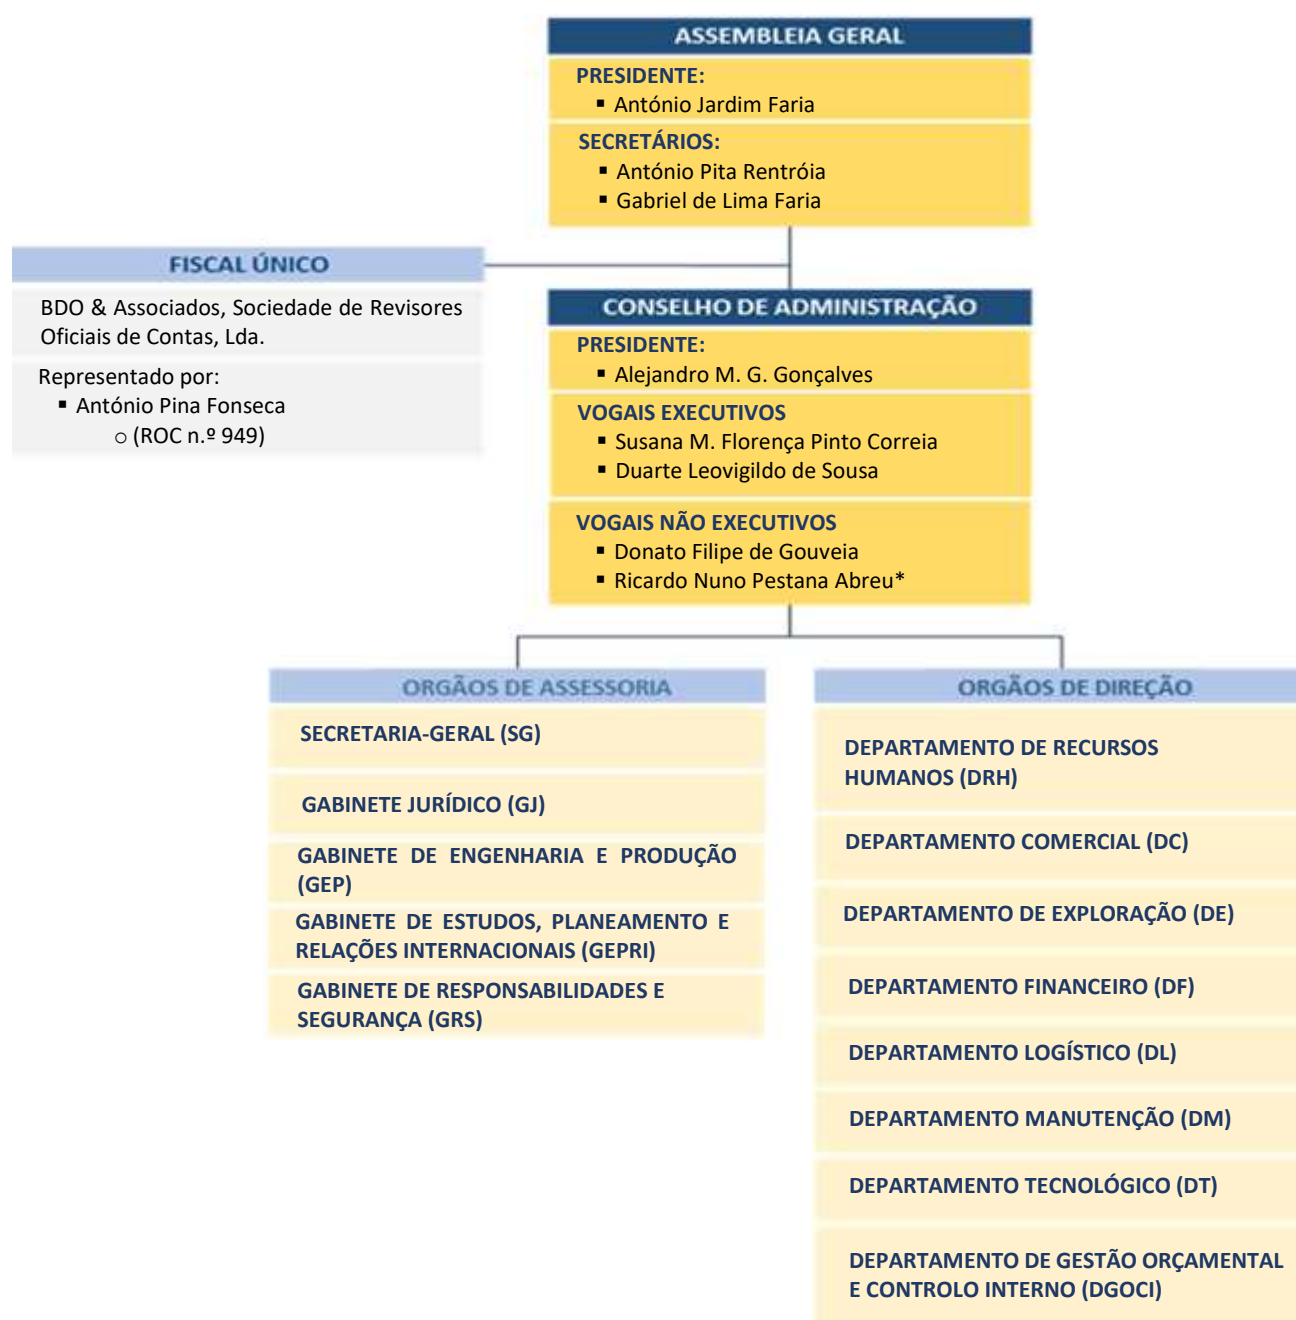 ASSEMBLEIA GERAL
PRESIDENTE:
▪ António Jardim Faria
SECRETÁRIOS:
▪ António Pita Rentróia
▪ Gabriel de Lima Faria
FISCAL ÚNICO
BDO & Associados, Sociedade de Revisores
Oficiais de Contas, Lda.
Representado por:
▪ António Pina Fonseca
o (ROC n.º 949)
CONSELHO DE ADMINISTRAÇÃO
PRESIDENTE:
▪ Alejandro M. G. Gonçalves
VOGAIS EXECUTIVOS
▪ Susana M. Florença Pinto Correia
▪ Duarte Leovigildo de Sousa
VOGAIS NÃO EXECUTIVOS
▪ Donato Filipe de Gouveia
▪ Ricardo Nuno Pestana Abreu*
ORGÃOS DE ASSESSORIA
SECRETARIA-GERAL (SG)
GABINETE JURÍDICO (GJ)
GABINETE DE ENGENHARIA E PRODUÇÃO
(GEP)
GABINETE DE ESTUDOS, PLANEAMENTO E
RELAÇÕES INTERNACIONAIS (GEPRI)
GABINETE DE RESPONSABILIDADES E
SEGURANÇA (GRS)
ORGÃOS DE DIREÇÃO
DEPARTAMENTO DE RECURSOS
HUMANOS (DRH)
DEPARTAMENTO COMERCIAL (DC)
DEPARTAMENTO DE EXPLORAÇÃO (DE)
DEPARTAMENTO FINANCEIRO (DF)
DEPARTAMENTO LOGÍSTICO (DL)
DEPARTAMENTO MANUTENÇÃO (DM)
DEPARTAMENTO TECNOLÓGICO (DT)
DEPARTAMENTO DE GESTÃO ORÇAMENTAL
E CONTROLO INTERNO (DGOCI)